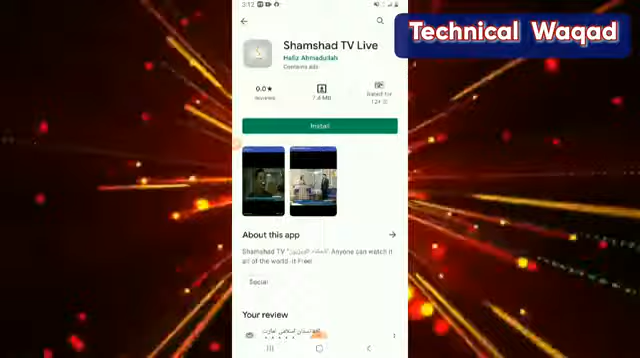 3:12
Technical Waqad
Shamshad TV Live
Hafiz Ahmadullah
Contains ads
0.0★
reviews
7.4 MB
Rated for
12+
Install
About this app
Shamshad TV Anyone can watch it
all of the world it Free!
Social
Your review